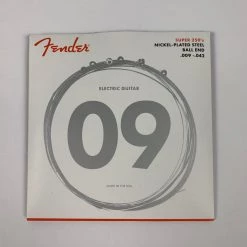 Fender
SUPER 250's
NICKEL-PLATED STEEL
BALL END
.009 -.042
ELECTRIC GUITAR
09
MADE IN THE USA